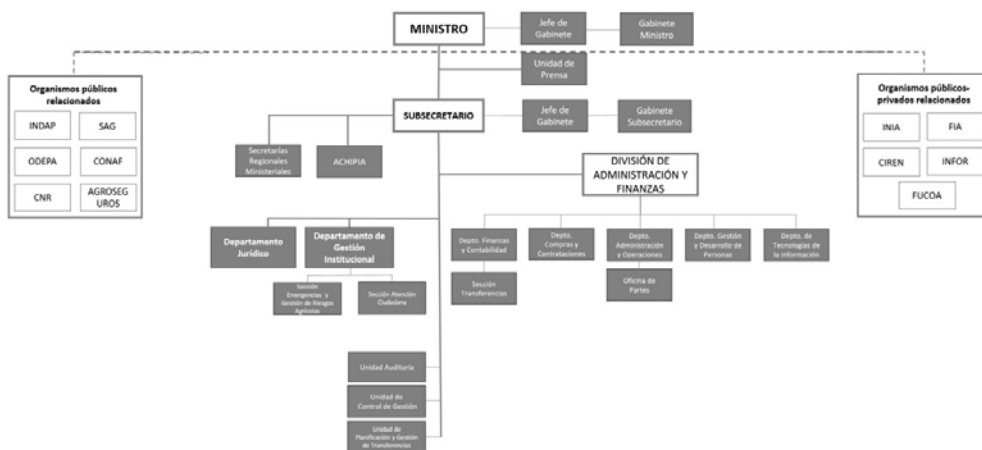 MINISTRO
Jefe de
Gabinete
Gabinete
Ministro
Unidad de
Prensa
Organismos públicos
relacionados
INDAP
SAG
ODEPA
CONAF
CNR
AGROSEG
UROS
Organismos públicos-
privados relacionados
INIA
FIA
CIREN
INFOR
FUCOA
SUBSECRETARIO
Jefe de
Gabinete
Gabinete
Subsecretario
Secretarías
Regionales
Ministeriales
ACHIPIA
DIVISIÓN DE
ADMINISTRACIÓN Y
FINANZAS
Departamento
Jurídico
Departamento de
Gestión
Institucional
Depto. Finanzas
y Contabilidad
Depto.
Compras y
Contrataciones
Depto.
Administración
y Operaciones
Depto. Gestión
y Desarrollo de
Personas
Depto. de
Tecnologías de
la Información
Sección
Emergencias y
Gestión de Riesgos
Agrícolas
Sección Atención
Ciudadana
Sección
Transferencias
Oficina de
Partes
Unidad Auditoría
Unidad de
Control de Gestión
Unidad de
Planificación y Gestión
de Transferencias